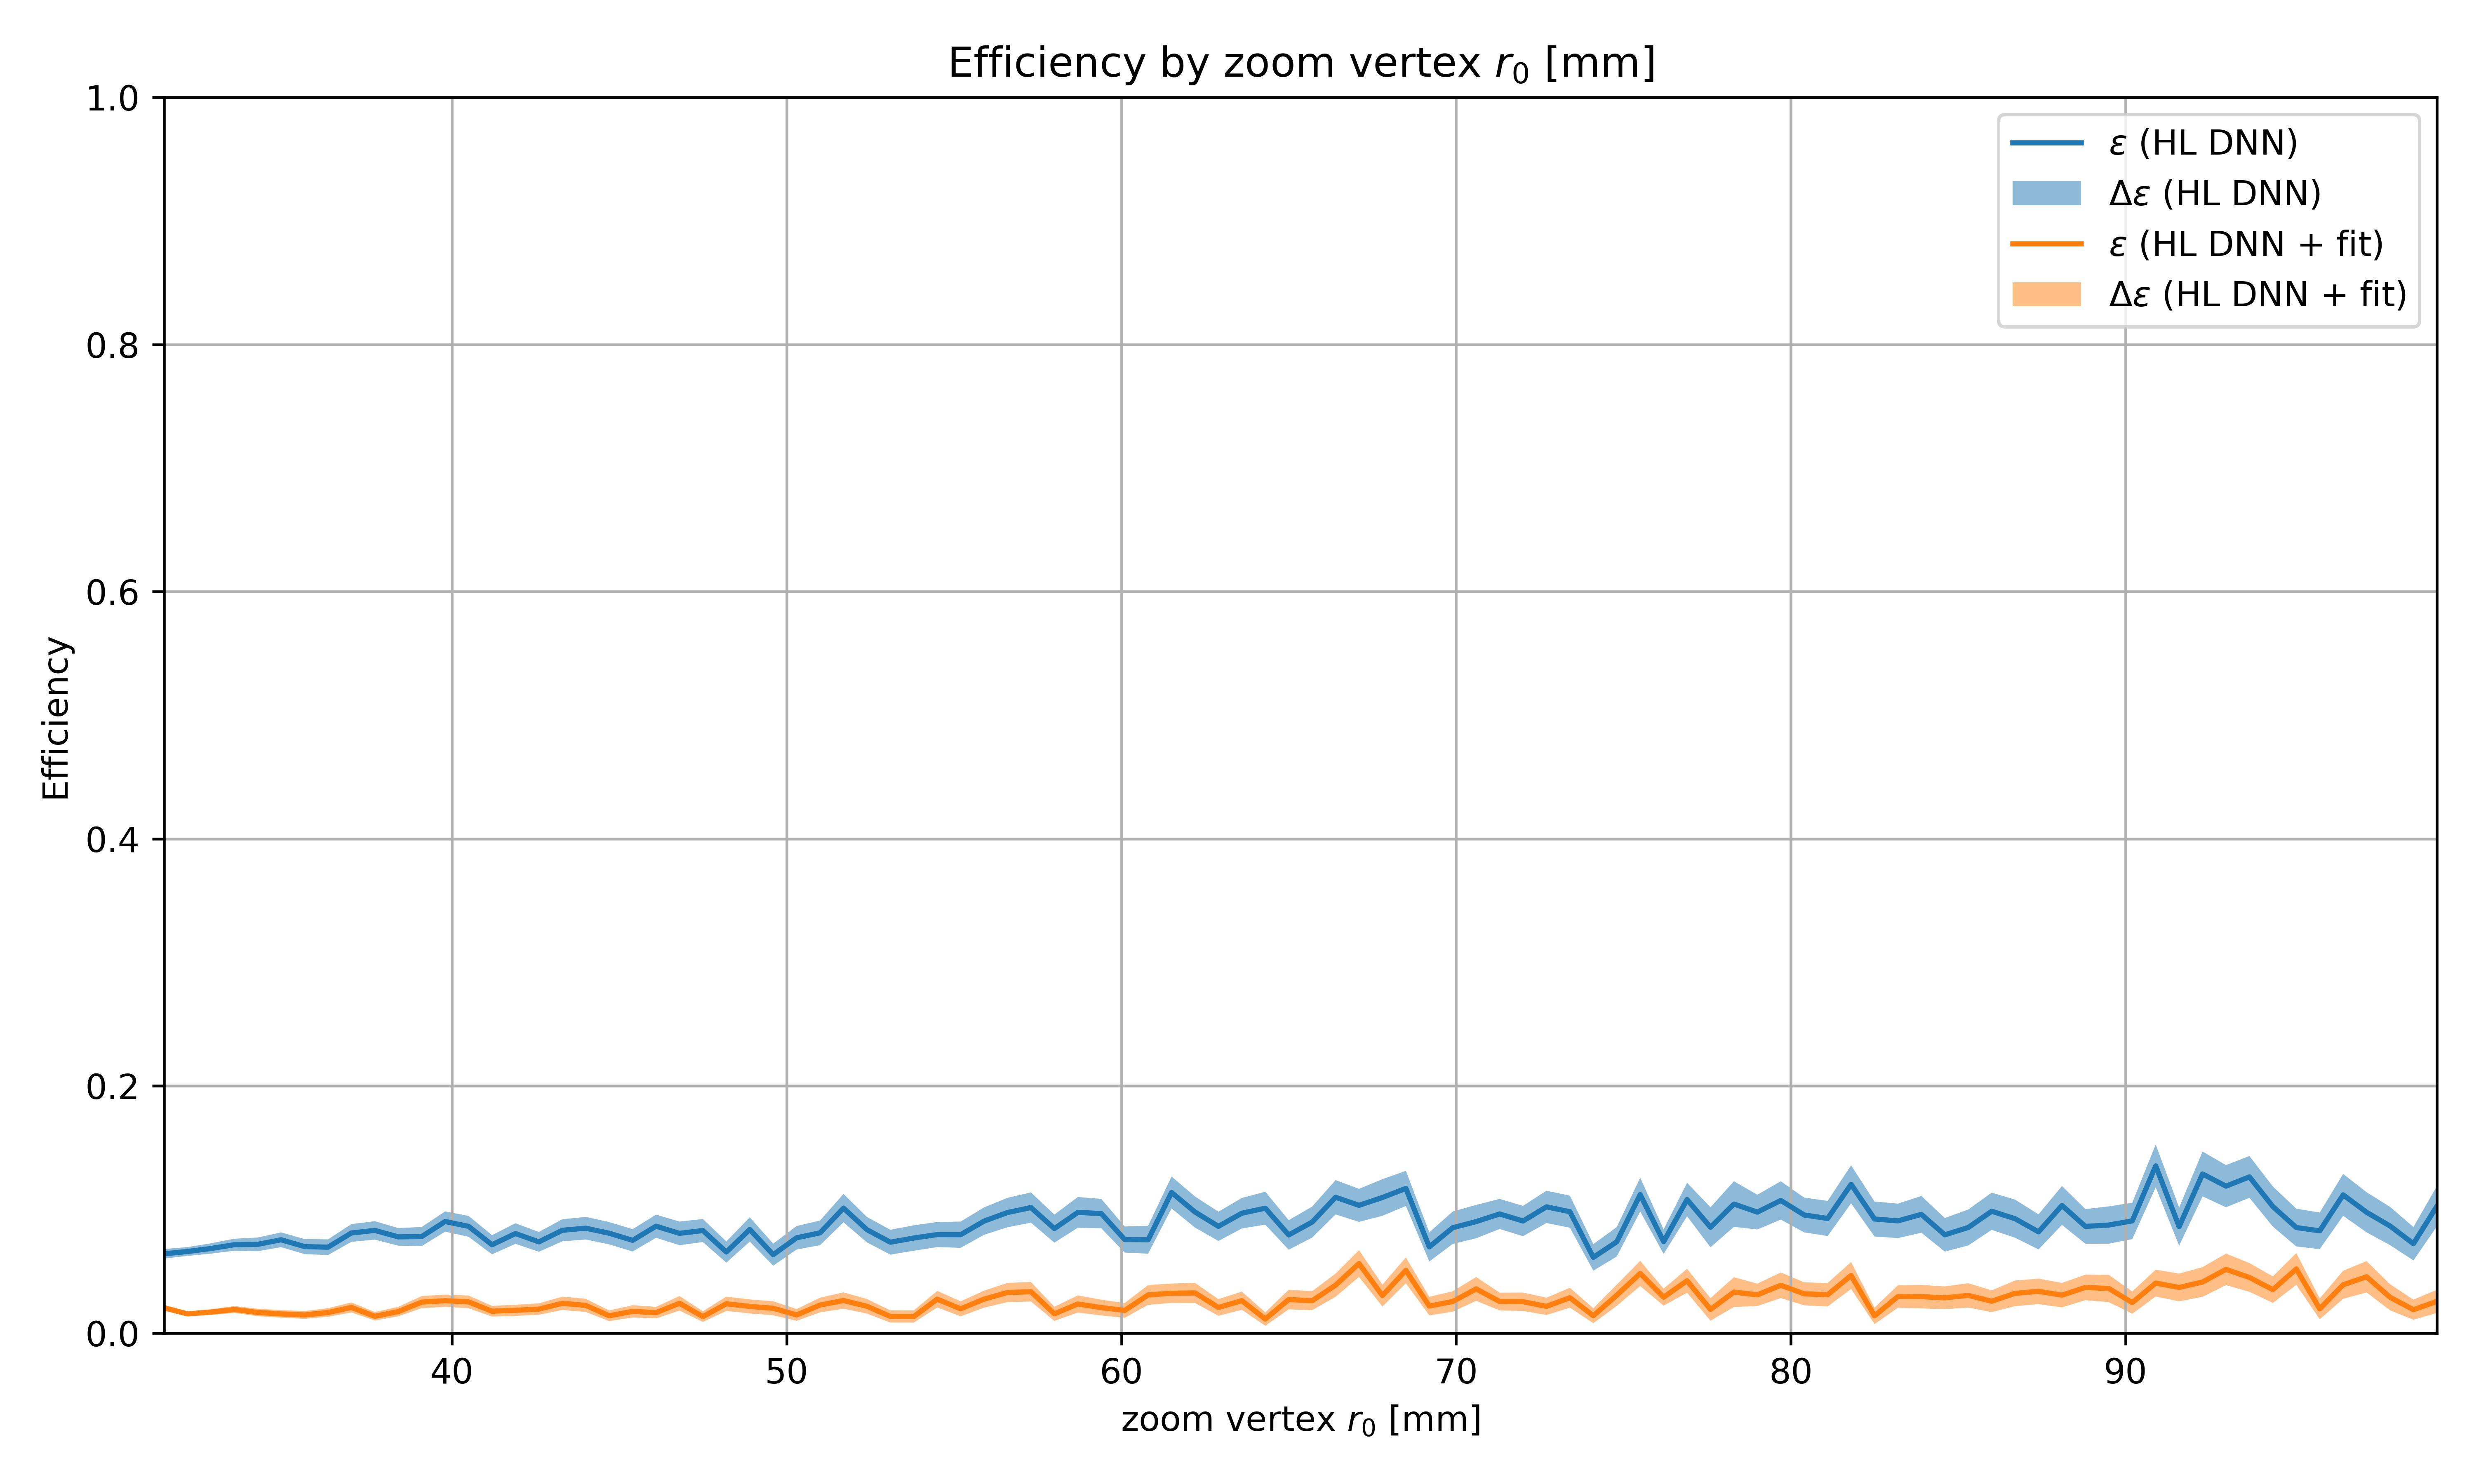 Efficiency by zoom vertex r₀ [mm]
1.0
0.8
0.6
0.4
0.2
0.0
Efficiency
ε (HL DNN)
Δε (HL DNN)
ε (HL DNN + fit)
Δε (HL DNN + fit)
40 50 60 70 80 90
zoom vertex r₀ [mm]